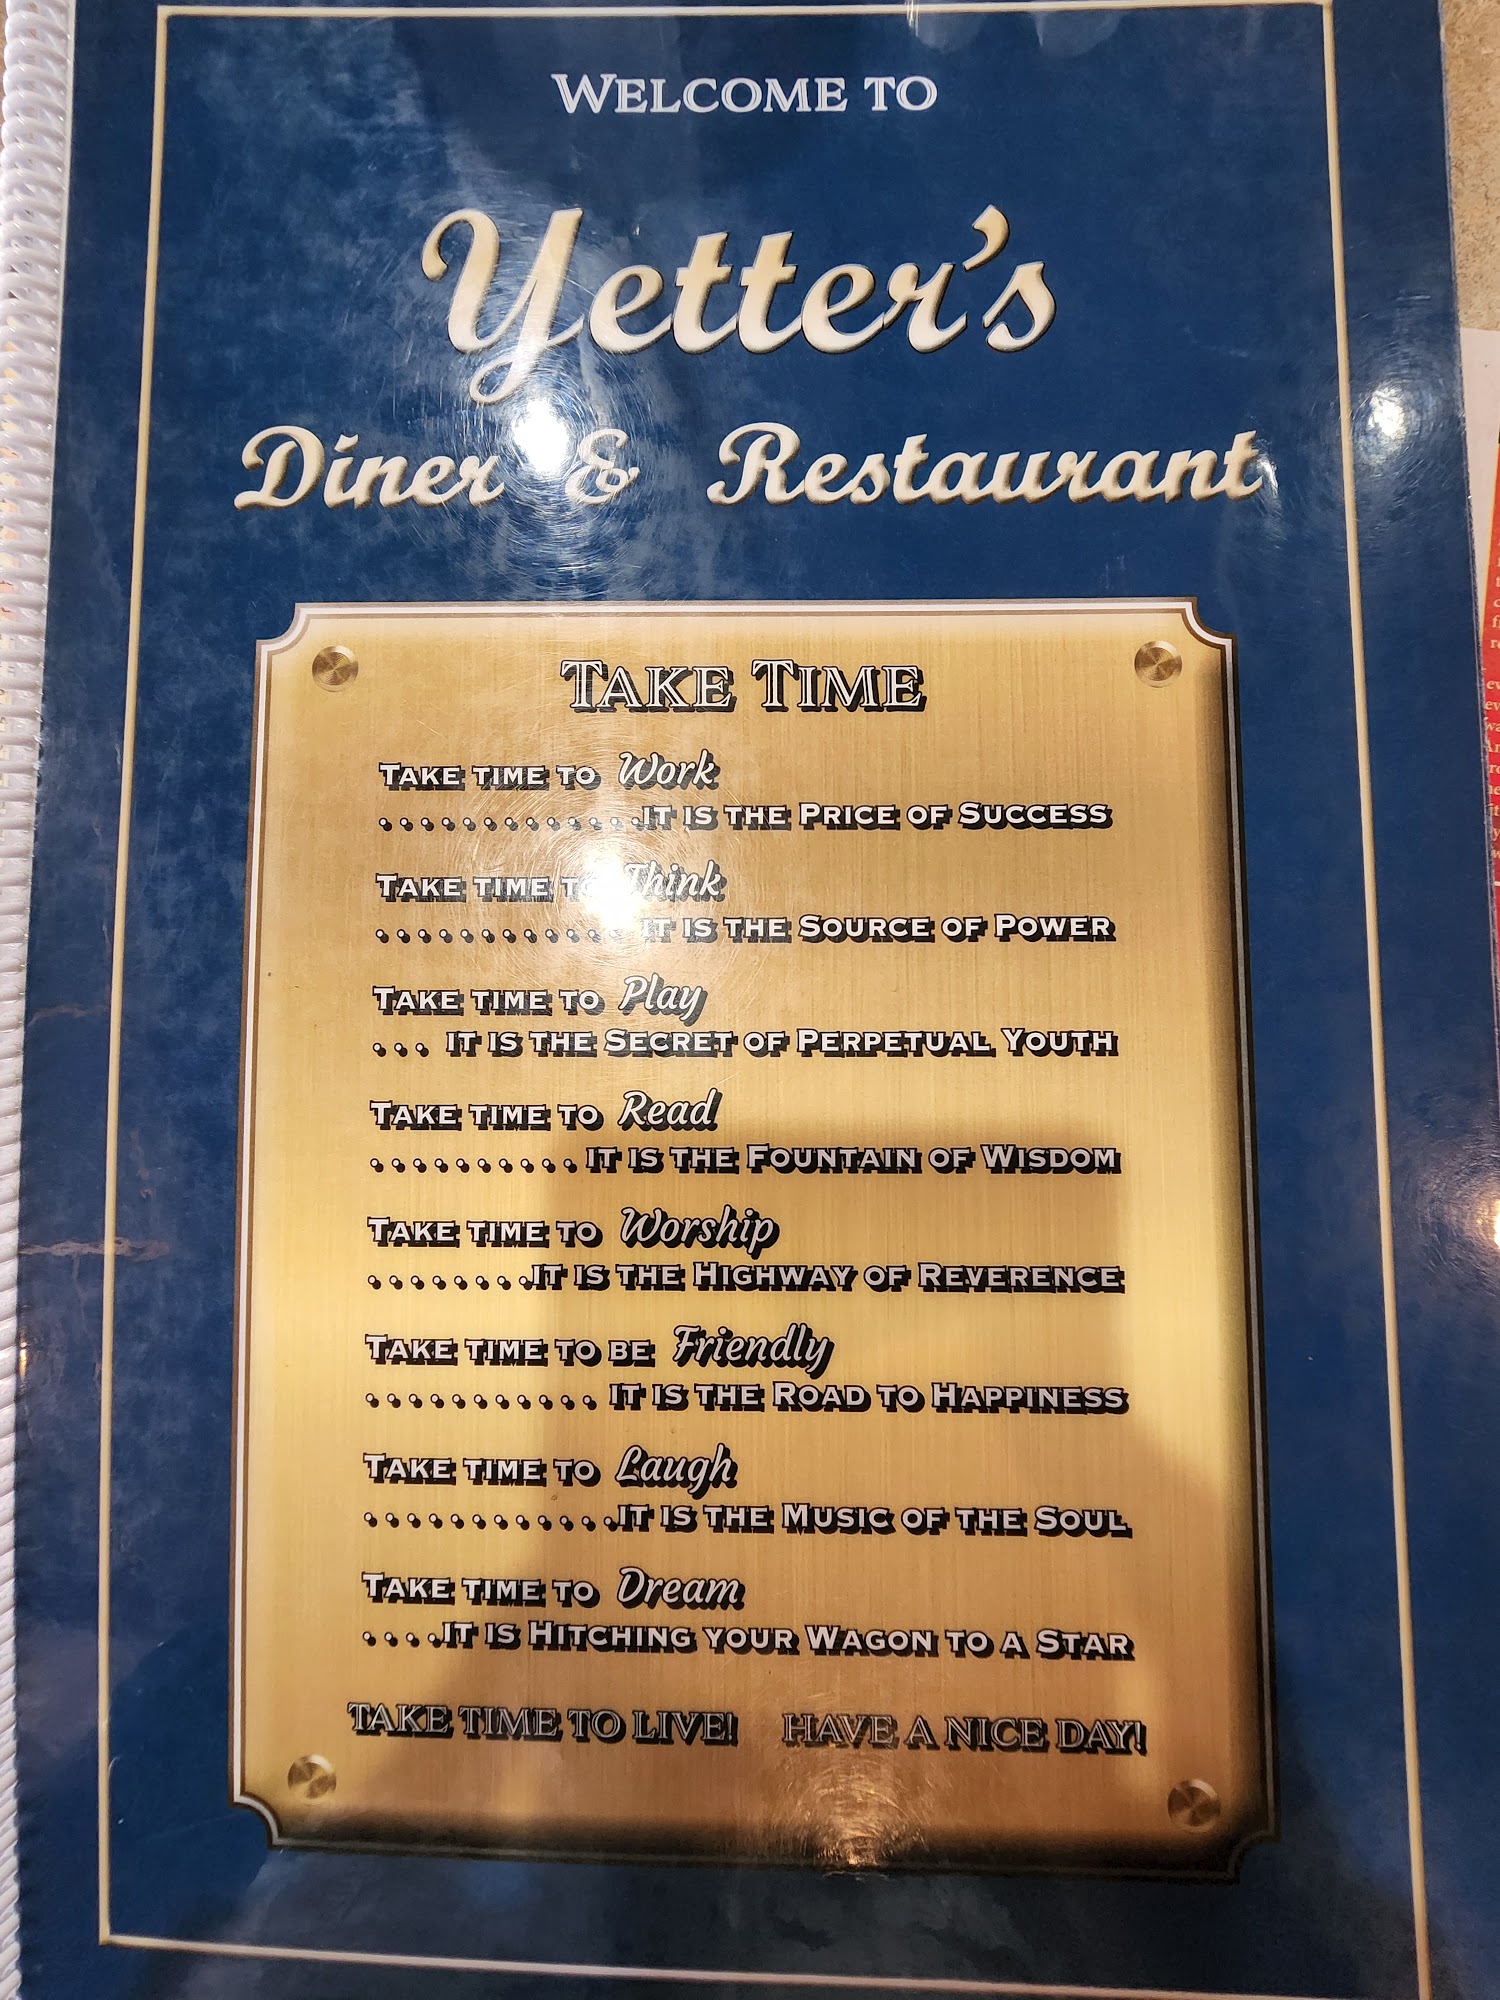 WELCOME TO
Yetter's
Diner & Restaurant
TAKE TIME
TAKE TIME TO Work
.............IT IS THE PRICE OF SUCCESS
TAKE TIME TO Think
............ IT IS THE SOURCE OF POWER
TAKE TIME TO Play
... IT IS THE SECRET OF PERPETUAL YOUTH
TAKE TIME TO Read
.......... IT IS THE FOUNTAIN OF WISDOM
TAKE TIME TO Worship
........IT IS THE HIGHWAY OF REVERENCE
TAKE TIME TO BE Friendly
........... IT IS THE ROAD TO HAPPINESS
TAKE TIME TO Laugh
............IT IS THE MUSIC OF THE SOUL
TAKE TIME TO Dream
....IT IS HITCHING YOUR WAGON TO A STAR
TAKE TIME TO LIVE! HAVE A NICE DAY!